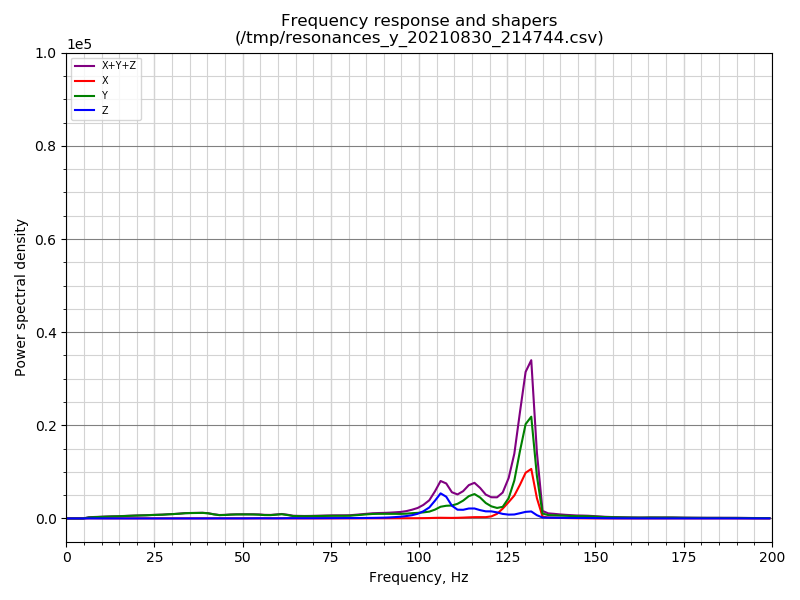 Frequency response and shapers
(/tmp/resonances_y_20210830_214744.csv)
1e5
1.0
0.8
0.6
0.4
0.2
0.0
Power spectral density
X+Y+Z
X
Y
Z
0 25 50 75 100 125 150 175 200
Frequency, Hz